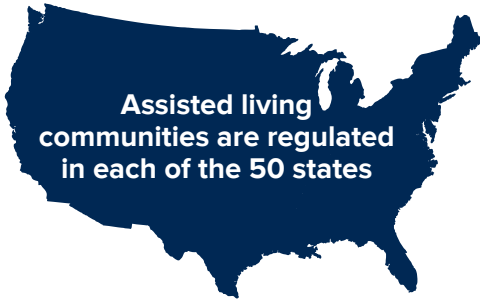 Assisted living
communities are regulated
in each of the 50 states